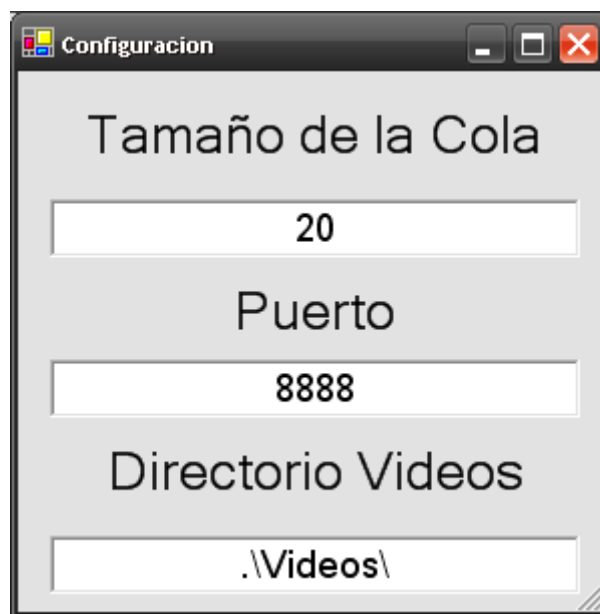 Configuracion
Tamaño de la Cola
20
Puerto
8888
Directorio Videos
.\Videos\